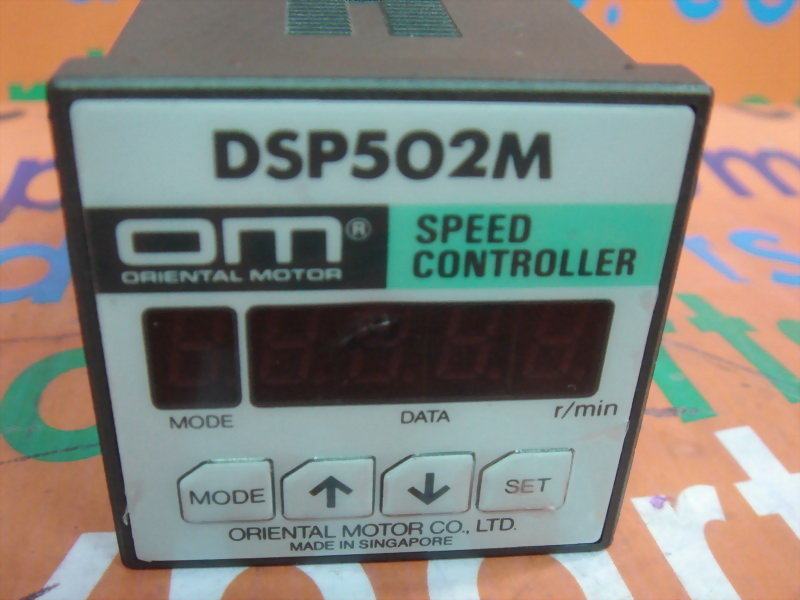 DSP502M
OM®
ORIENTAL MOTOR
SPEED
CONTROLLER
MODE
DATA
r/min
MODE ↑ ↓ SET
ORIENTAL MOTOR CO., LTD.
MADE IN SINGAPORE